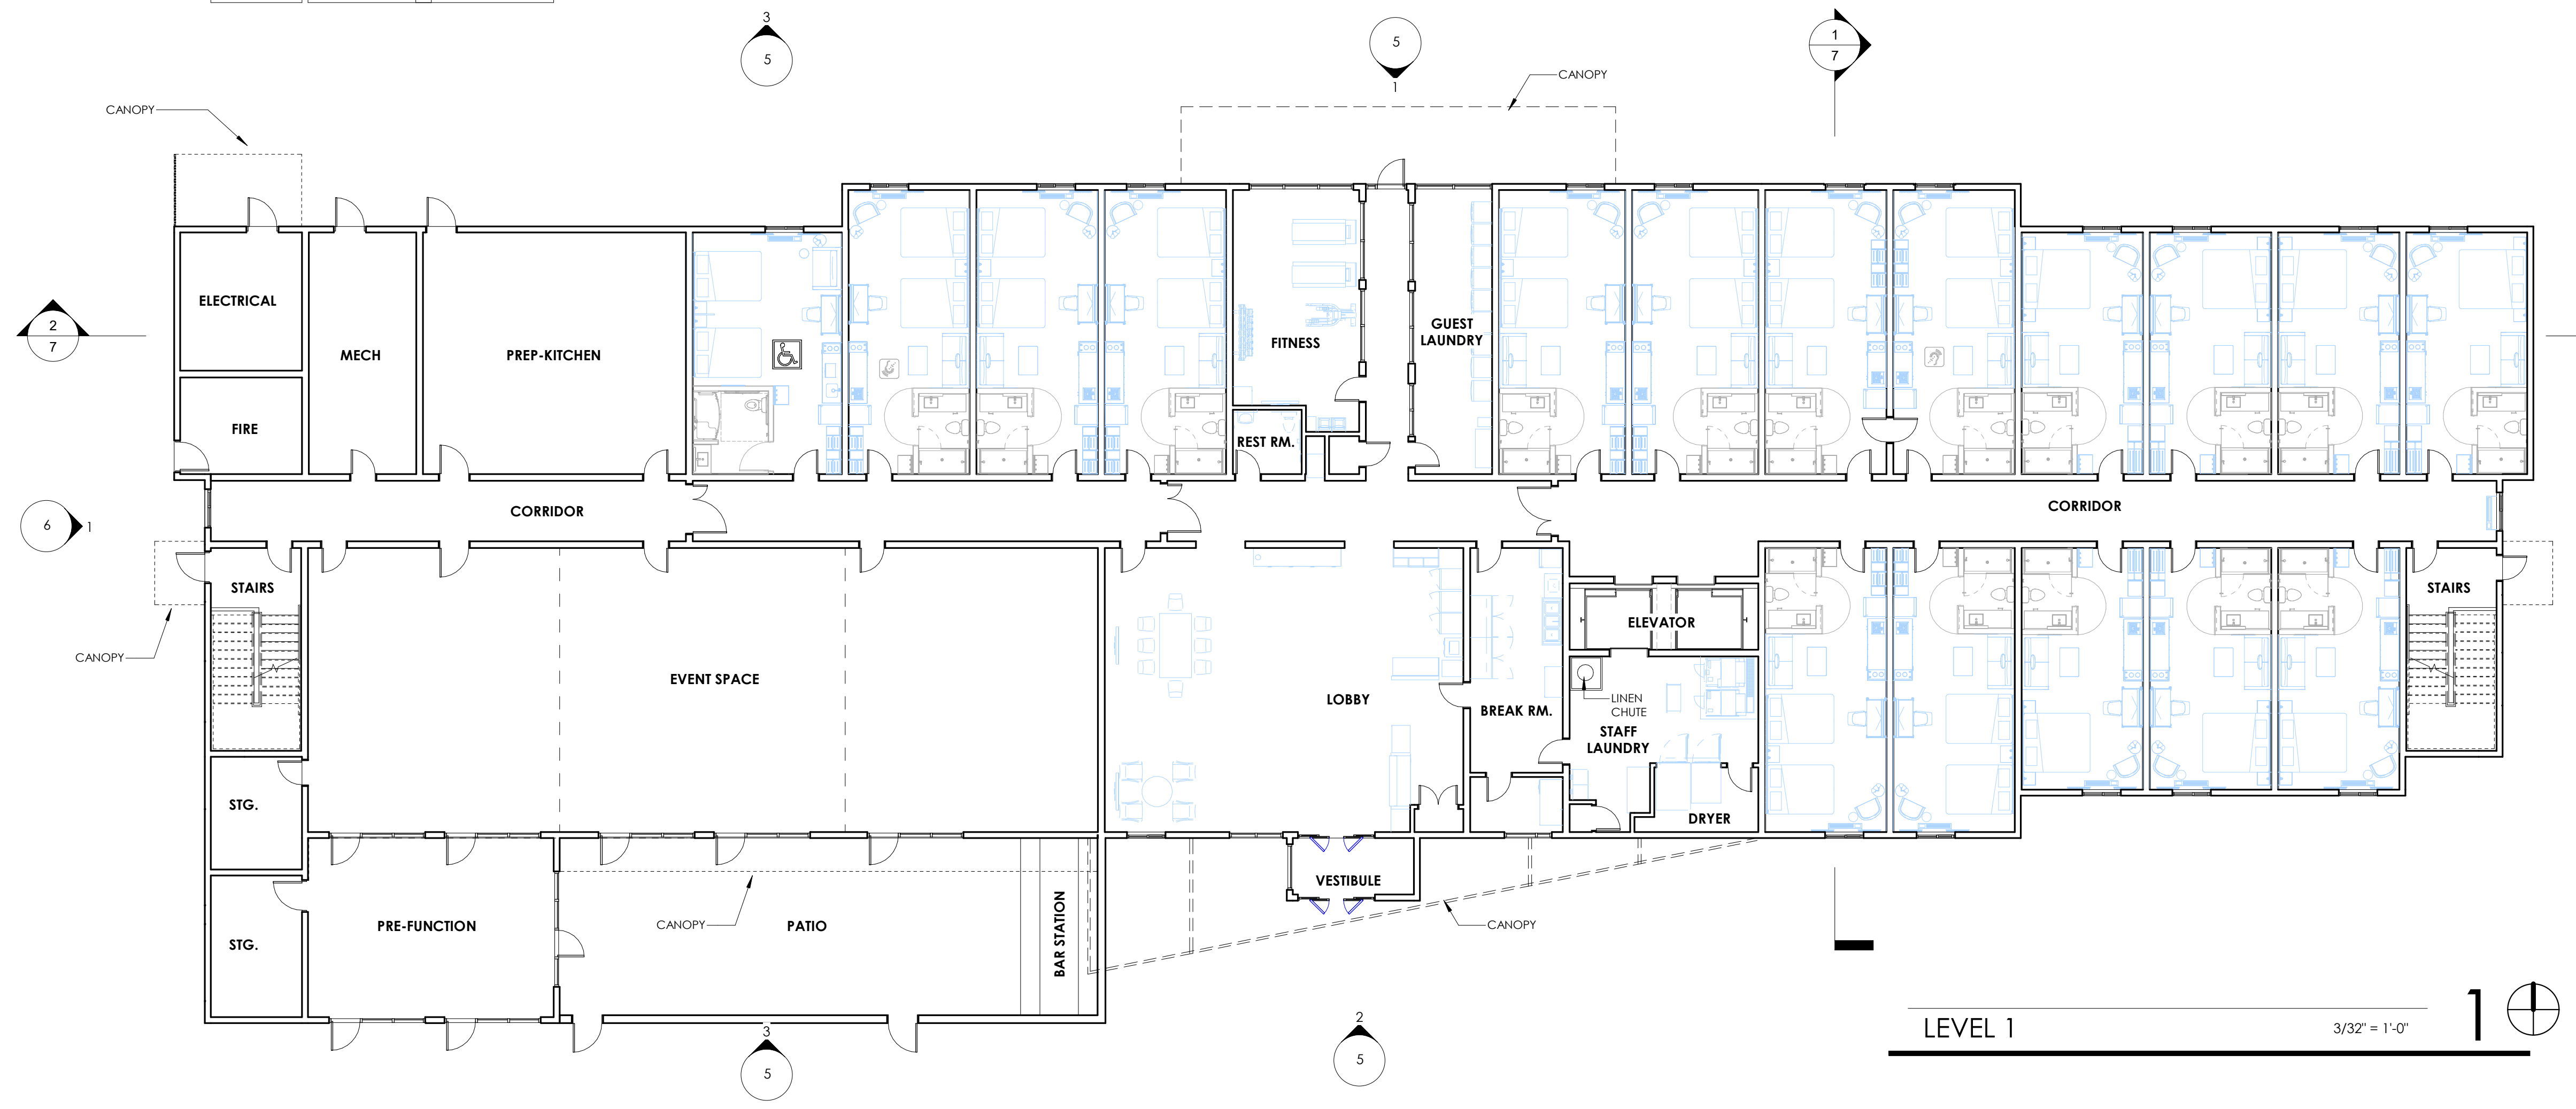 3
5
5
1
1
7
CANOPY
CANOPY
ELECTRICAL
MECH
PREP-KITCHEN
FIRE
FITNESS
GUEST
LAUNDRY
REST RM.
2
7
6
1
CORRIDOR
CORRIDOR
STAIRS
STAIRS
CANOPY
EVENT SPACE
LOBBY
BREAK RM.
ELEVATOR
LINEN
CHUTE
STAFF
LAUNDRY
DRYER
STG.
STG.
PRE-FUNCTION
CANOPY
PATIO
BAR STATION
VESTIBULE
CANOPY
3
5
2
5
LEVEL 1
3/32" = 1'-0"
1